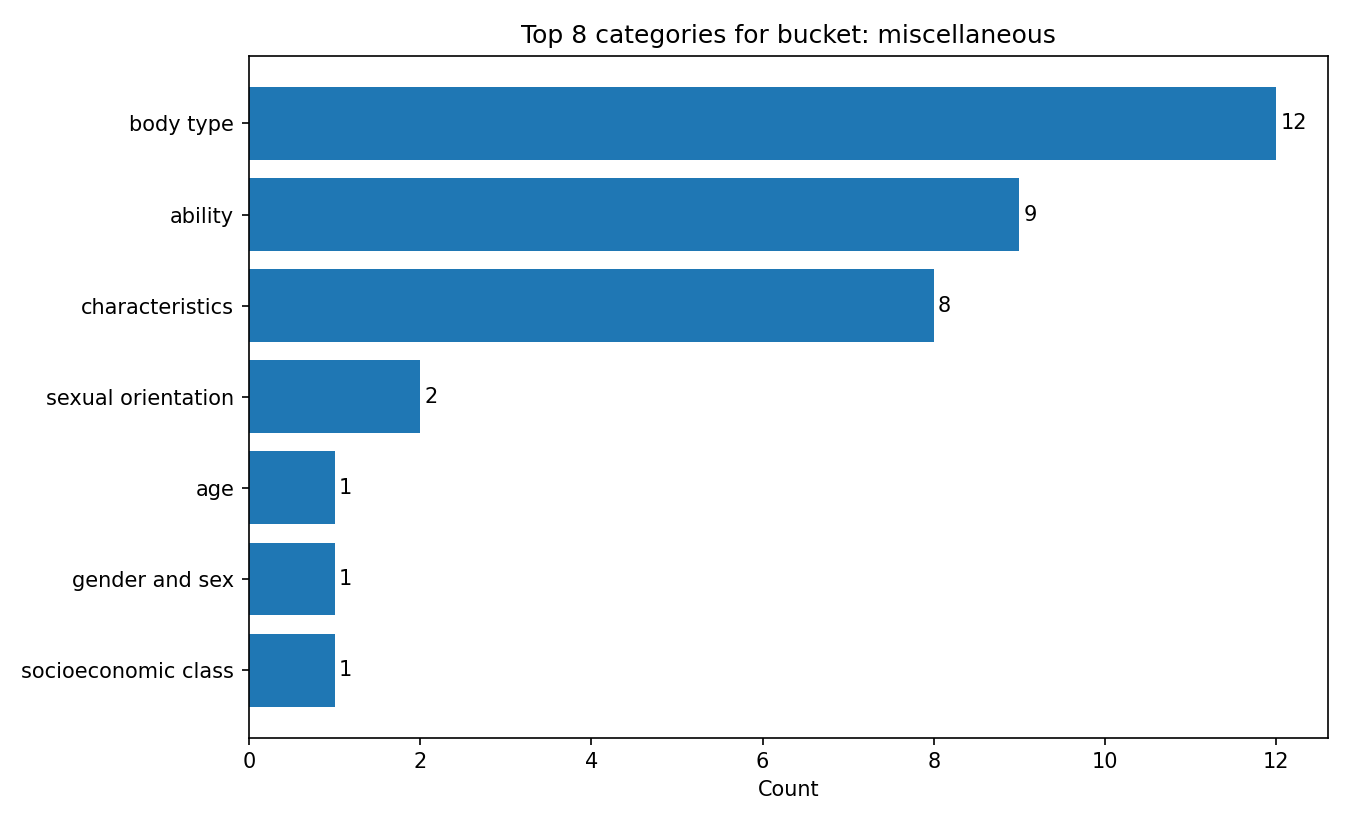 Top 8 categories for bucket: miscellaneous
body type
12
ability
9
characteristics
8
sexual orientation
2
age
1
gender and sex
1
socioeconomic class
1
0 2 4 6 8 10 12
Count